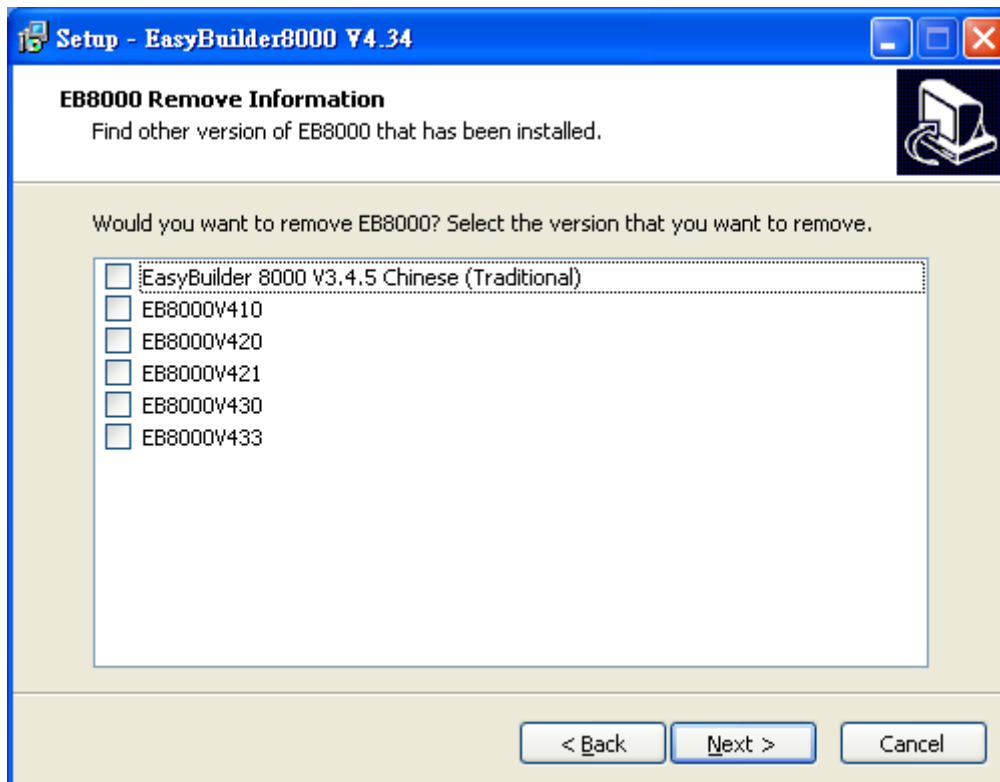 Setup - EasyBuilder8000 V4.34
EB8000 Remove Information
Find other version of EB8000 that has been installed.
Would you want to remove EB8000? Select the version that you want to remove.
EasyBuilder 8000 V3.4.5 Chinese (Traditional)
EB8000V410
EB8000V420
EB8000V421
EB8000V430
EB8000V433
< Back Next > Cancel